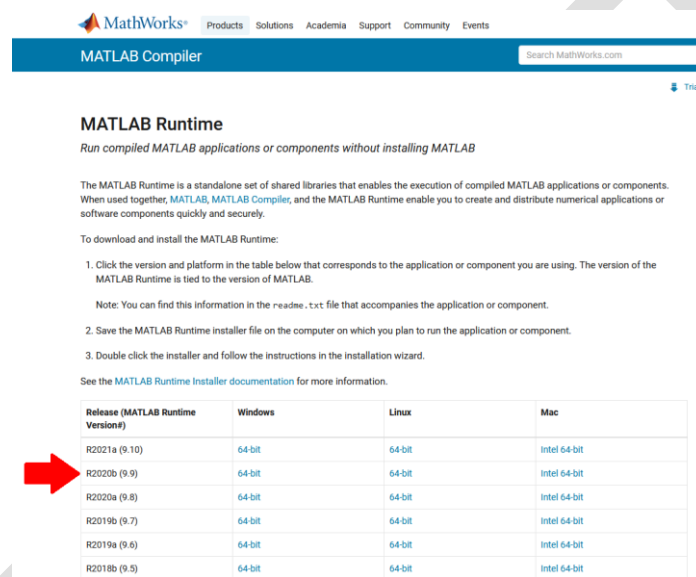 MathWorks® Products Solutions Academia Support Community Events
MATLAB Compiler Search MathWorks.com
MATLAB Runtime
Run compiled MATLAB applications or components without installing MATLAB
The MATLAB Runtime is a standalone set of shared libraries that enables the execution of compiled MATLAB applications or components.
When used together, MATLAB, MATLAB Compiler, and the MATLAB Runtime enable you to create and distribute numerical applications or
software components quickly and securely.
To download and install the MATLAB Runtime:
1. Click the version and platform in the table below that corresponds to the application or component you are using. The version of the
MATLAB Runtime is tied to the version of MATLAB.
Note: You can find this information in the readme.txt file that accompanies the application or component.
2. Save the MATLAB Runtime installer file on the computer on which you plan to run the application or component.
3. Double click the installer and follow the instructions in the installation wizard.
See the MATLAB Runtime Installer documentation for more information.
Release (MATLAB Runtime Windows Linux Mac
Version#)
R2021a (9.10) 64-bit 64-bit Intel 64-bit
R2020b (9.9) 64-bit 64-bit Intel 64-bit
R2020a (9.8) 64-bit 64-bit Intel 64-bit
R2019b (9.7) 64-bit 64-bit Intel 64-bit
R2019a (9.6) 64-bit 64-bit Intel 64-bit
R2018b (9.5) 64-bit 64-bit Intel 64-bit